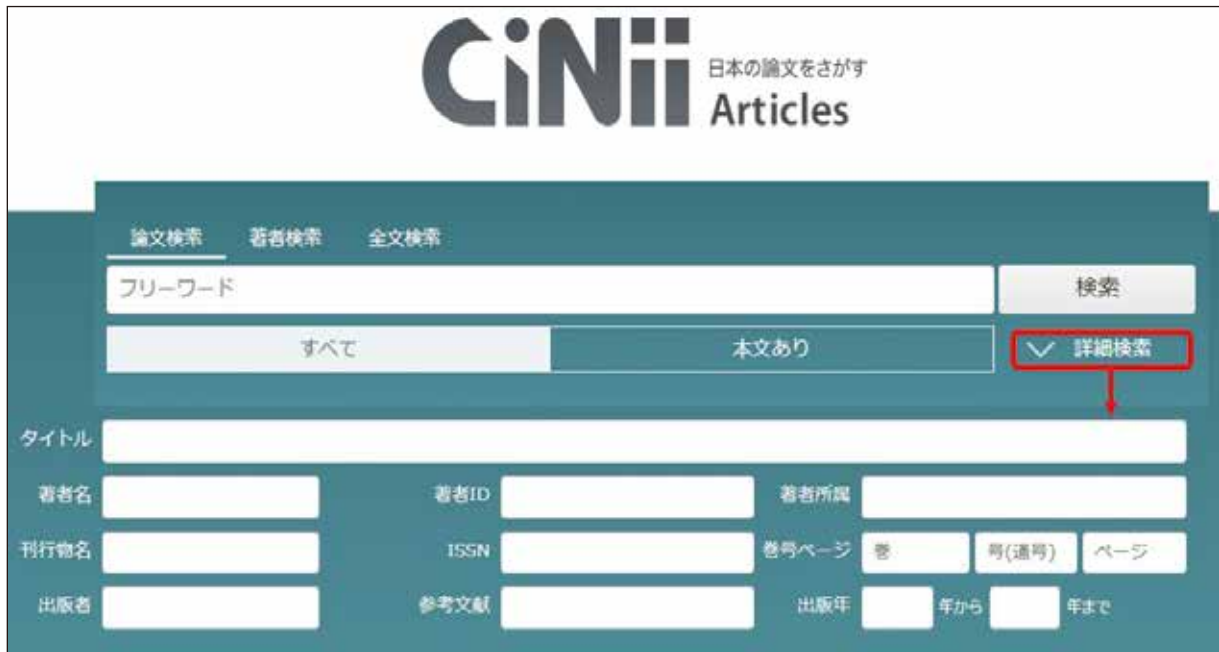 CiNii 日本の論文をさがす
Articles
論文検索 著者検索 全文検索
フリーワード 検索
すべて 本文あり 詳細検索
タイトル
著者名 著者ID 著者所属
刊行物名 ISSN 巻号ページ 巻 号(通号) ページ
出版者 参考文献 出版年 年から 年まで